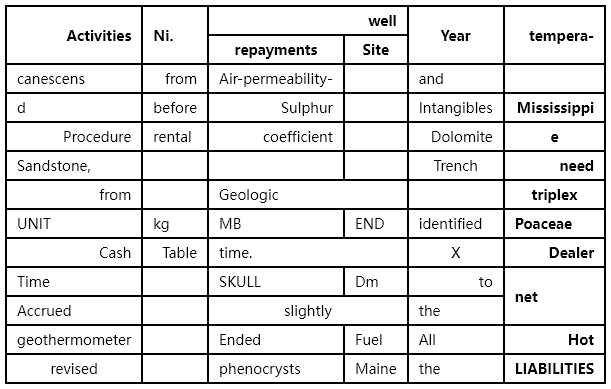 Activities Ni. well Year tempera-
repayments Site
canescens from Air-permeability- and
d before Sulphur Intangibles Mississippi
Procedure rental coefficient Dolomite e
Sandstone, Trench need
from Geologic triplex
UNIT kg MB END identified Poaceae
Cash Table time. X Dealer
Time SKULL Dm to net
Accrued slightly the
geothermometer Ended Fuel All Hot
revised phenocrysts Maine the LIABILITIES